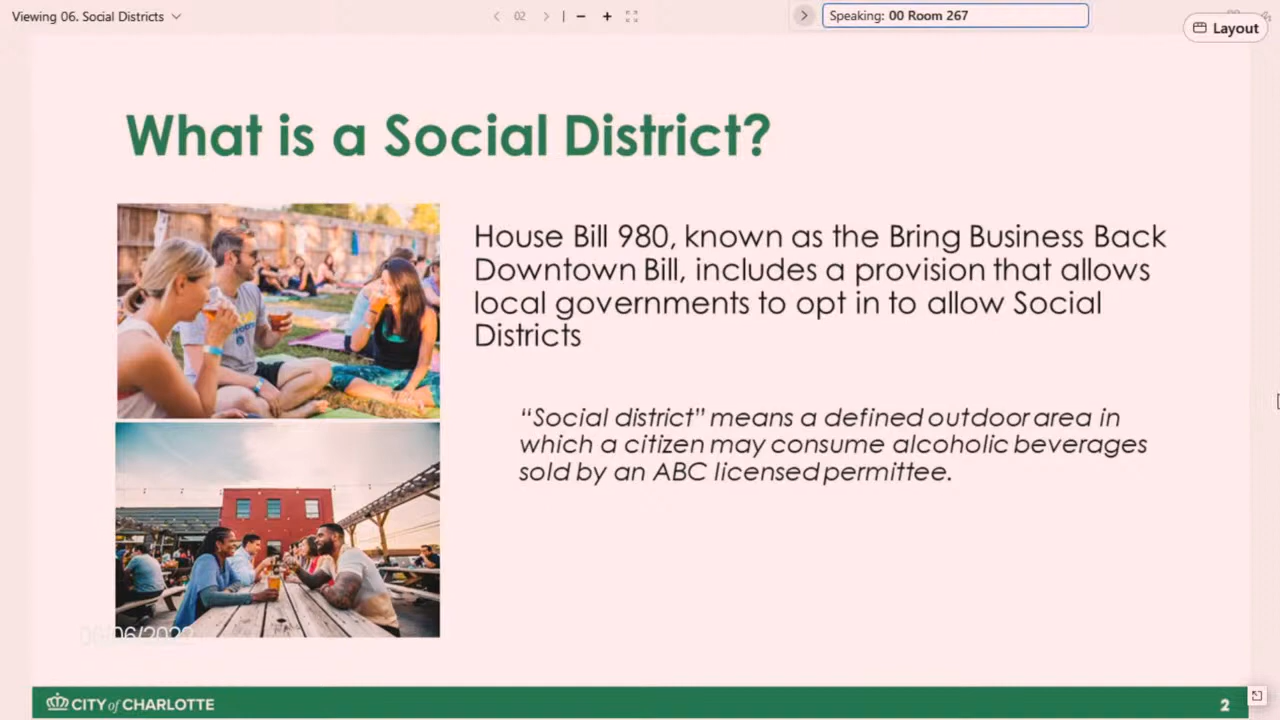 Viewing 06. Social Districts
02
Speaking: 00 Room 267
Layout
What is a Social District?
House Bill 980, known as the Bring Business Back
Downtown Bill, includes a provision that allows
local governments to opt in to allow Social
Districts
“Social district” means a defined outdoor area in
which a citizen may consume alcoholic beverages
sold by an ABC licensed permittee.
CITY of CHARLOTTE
2